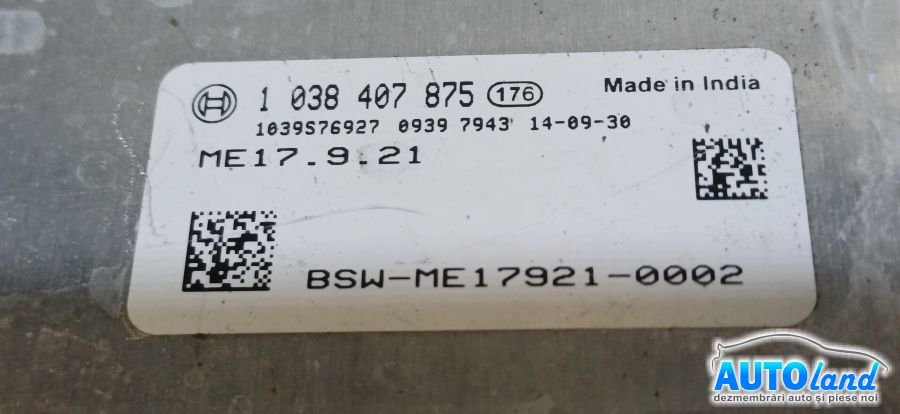 1 038 407 875 176 Made in India
1039S76927 0939 7943 14-09-30
ME17.9.21
BSW-ME17921-0002
AUTOland
dezmembrări auto și piese noi